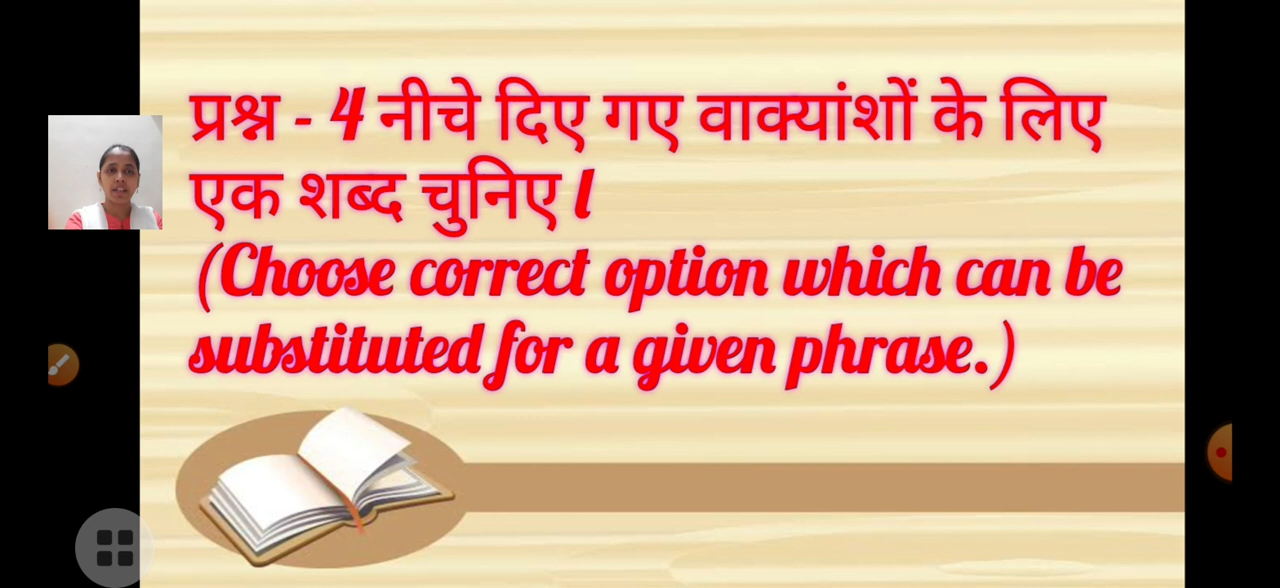 प्रश्न - 4 नीचे दिए गए वाक्यांशों के लिए
एक शब्द चुनिए l
(Choose correct option which can be
substituted for a given phrase.)